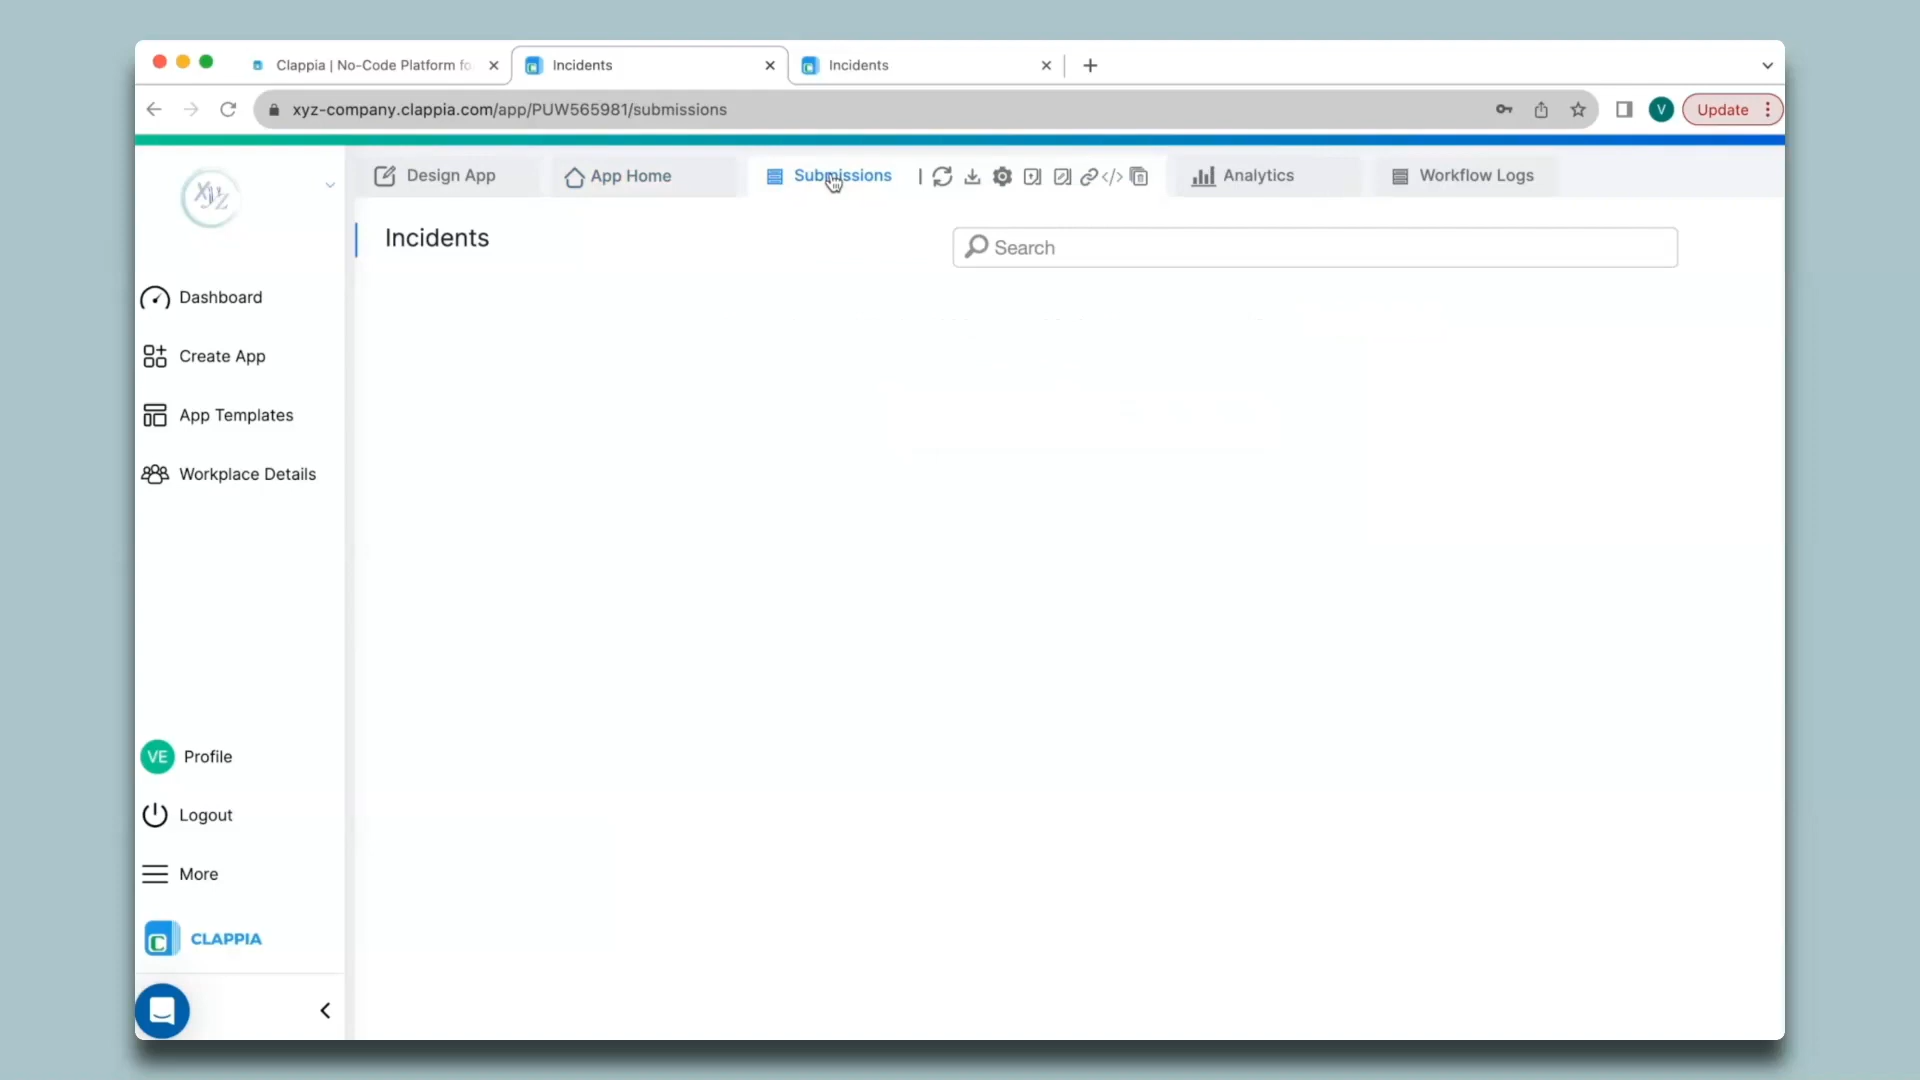 Clappia | No-Code Platform fo
Incidents
Incidents
xyz-company.clappia.com/app/PUW565981/submissions
V
Update
XYZ
Design App
App Home
Submissions
Analytics
Workflow Logs
Incidents
Search
Dashboard
Create App
App Templates
Workplace Details
VE
Profile
Logout
More
CLAPPIA